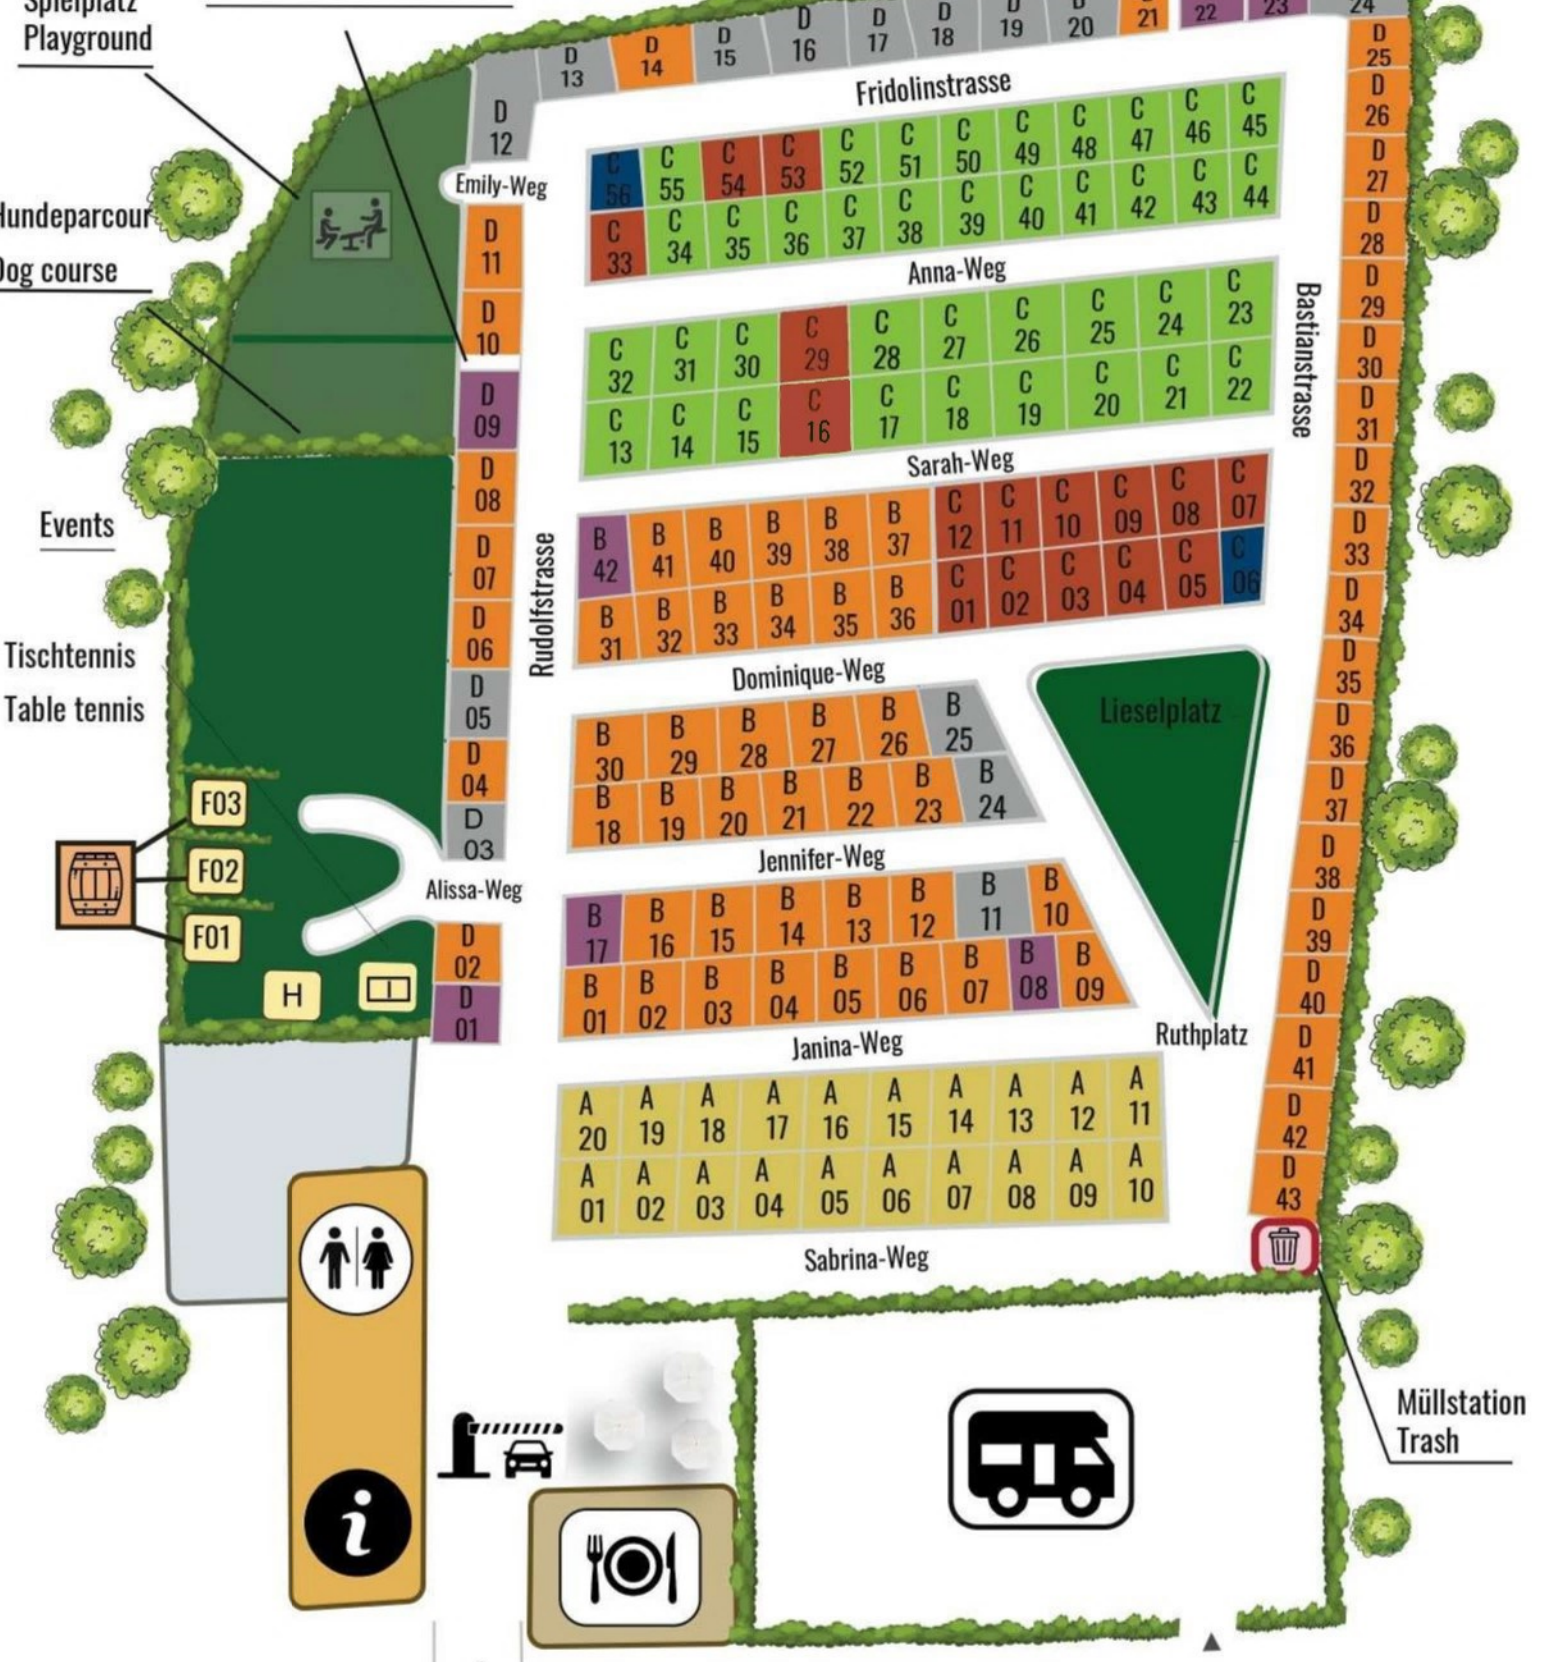 Spielplatz
Playground
Hundeparcour
Dog course
Events
Tischtennis
Table tennis
F03
F02
F01
H
D 12
D 13
D 14
D 15
D 16
D 17
D 18
D 19
D 20
21
22
23
24
D 25
D 26
D 27
D 28
D 29
D 30
D 31
D 32
D 33
D 34
D 35
D 36
D 37
D 38
D 39
D 40
D 41
D 42
D 43
Fridolinstrasse
Emily-Weg
D 11
D 10
D 09
D 08
D 07
D 06
D 05
D 04
D 03
Alissa-Weg
D 02
D 01
Rudolfstrasse
Bastianstrasse
C 56
C 55
C 54
C 53
C 52
C 51
C 50
C 49
C 48
C 47
C 46
C 45
C 33
C 34
C 35
C 36
C 37
C 38
C 39
C 40
C 41
C 42
C 43
C 44
Anna-Weg
C 32
C 31
C 30
C 29
C 28
C 27
C 26
C 25
C 24
C 23
C 13
C 14
C 15
C 16
C 17
C 18
C 19
C 20
C 21
C 22
Sarah-Weg
B 42
B 41
B 40
B 39
B 38
B 37
C 12
C 11
C 10
C 09
C 08
C 07
B 31
B 32
B 33
B 34
B 35
B 36
C 01
C 02
C 03
C 04
C 05
C 06
Dominique-Weg
Lieselplatz
B 30
B 29
B 28
B 27
B 26
B 25
B 18
B 19
B 20
B 21
B 22
B 23
B 24
Jennifer-Weg
B 17
B 16
B 15
B 14
B 13
B 12
B 11
B 10
B 01
B 02
B 03
B 04
B 05
B 06
B 07
B 08
B 09
Janina-Weg
Ruthplatz
A 20
A 19
A 18
A 17
A 16
A 15
A 14
A 13
A 12
A 11
A 01
A 02
A 03
A 04
A 05
A 06
A 07
A 08
A 09
A 10
Sabrina-Weg
i
Müllstation
Trash